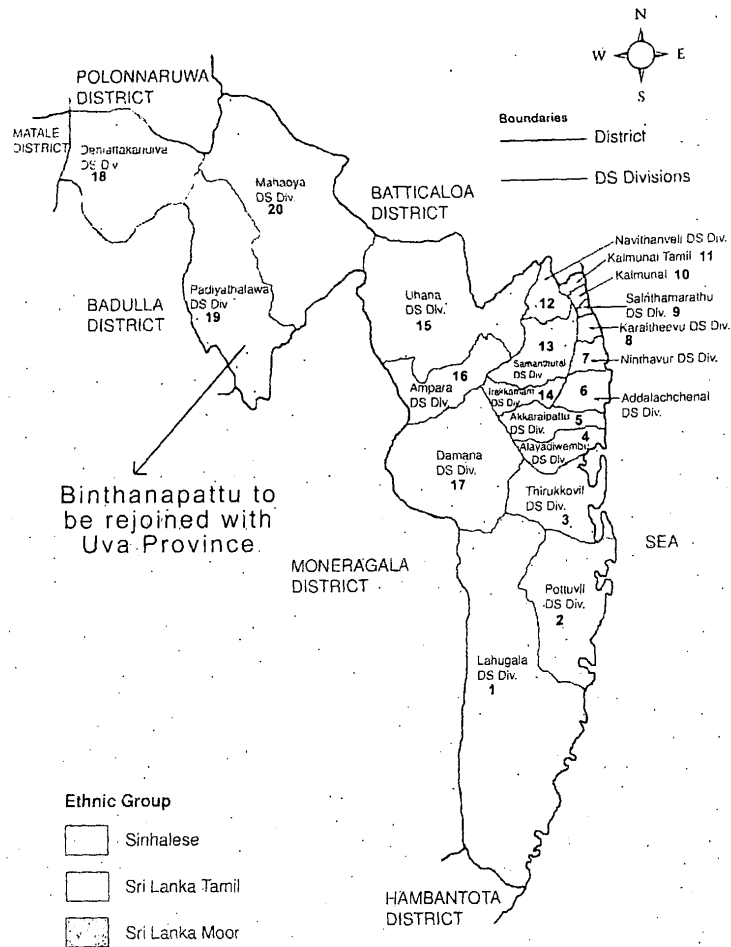 N
W E
S
POLONNARUWA
DISTRICT
MATALE
DISTRICT
DS Div
18
Mahaoya
DS Div.
20
BATTICALOA
DISTRICT
Boundaries
District
DS Divisions
Navithanveli DS Div.
Kalmunai Tamil 11
Kalmunai 10
Sainthamarathu
DS Div. 9
Karaitheevu DS Div.
8
Ninthavur DS Div.
7
BADULLA
DISTRICT
Padiyathalawa
DS Div
19
Uhana
DS Div.
15
12
13
Samanthurai
DS Div
16
Ampara
DS Div.
Irakkamam 14
DS Div.
6
Addalachchenai
DS Div.
Akkaraipattu 5
DS Div.
4
Alayadiwembu
DS Div.
Damana
DS Div.
17
Thirukkovil
DS Div.
3
Binthanapattu to
be rejoined with
Uva Province
SEA
MONERAGALA
DISTRICT
Pottuvil
DS Div.
2
Lahugala
DS Div.
1
Ethnic Group
Sinhalese
Sri Lanka Tamil
Sri Lanka Moor
HAMBANTOTA
DISTRICT